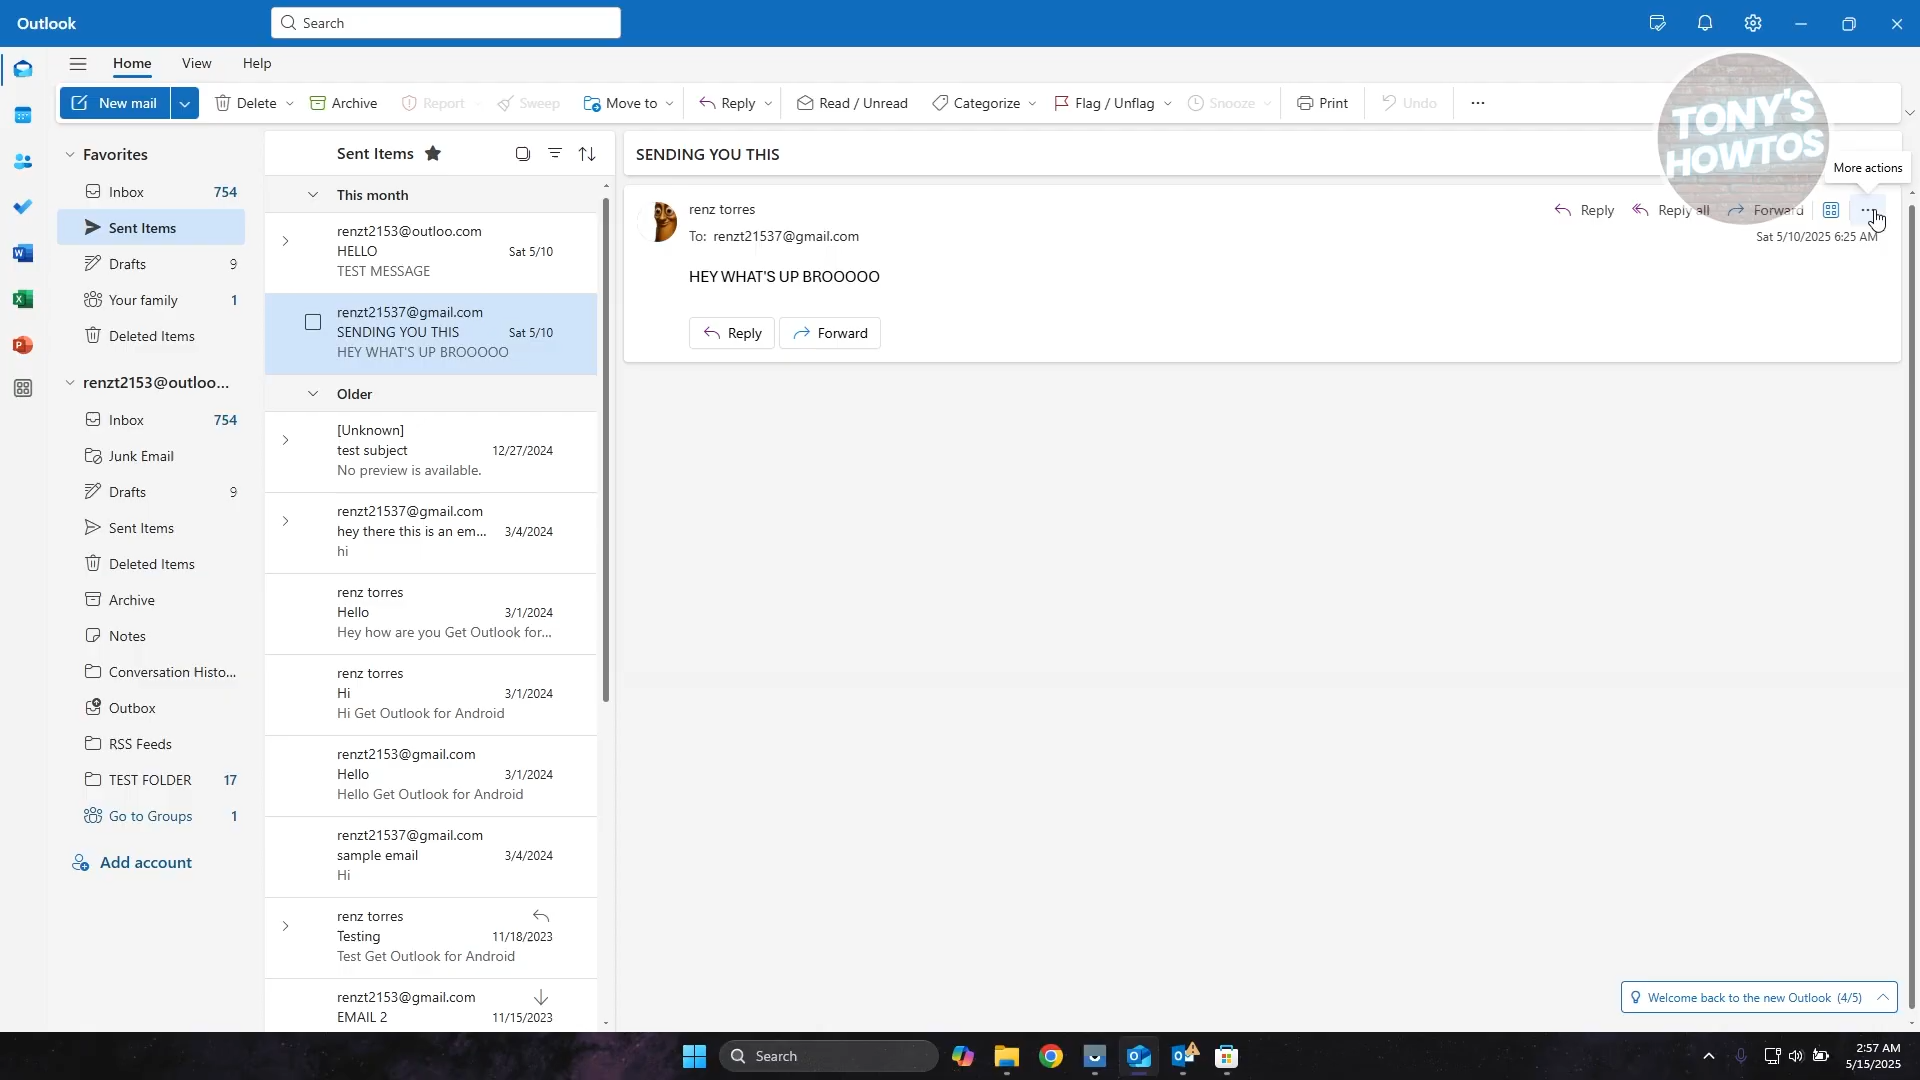 Outlook
Search
Home View Help
New mail Delete Archive Report Sweep Move to Reply Read / Unread Categorize Flag / Unflag Snooze Print Undo
TONY'S
HOWTOS
More actions
Favorites
Inbox 754
Sent Items
Drafts 9
Your family 1
Deleted Items
renzt2153@outloo...
Inbox 754
Junk Email
Drafts 9
Sent Items
Deleted Items
Archive
Notes
Conversation Histo...
Outbox
RSS Feeds
TEST FOLDER 17
Go to Groups 1
Add account
Sent Items
This month
renzt2153@outloo.com
HELLO Sat 5/10
TEST MESSAGE
renzt21537@gmail.com
SENDING YOU THIS Sat 5/10
HEY WHAT'S UP BROOOOO
Older
[Unknown]
test subject 12/27/2024
No preview is available.
renzt21537@gmail.com
hey there this is an em... 3/4/2024
hi
renz torres
Hello 3/1/2024
Hey how are you Get Outlook for...
renz torres
Hi 3/1/2024
Hi Get Outlook for Android
renzt2153@gmail.com
Hello 3/1/2024
Hello Get Outlook for Android
renzt21537@gmail.com
sample email 3/4/2024
Hi
renz torres
Testing 11/18/2023
Test Get Outlook for Android
renzt2153@gmail.com
EMAIL 2 11/15/2023
SENDING YOU THIS
renz torres
Reply Reply all Forward
To: renzt21537@gmail.com
Sat 5/10/2025 6:25 AM
HEY WHAT'S UP BROOOOO
Reply Forward
Welcome back to the new Outlook (4/5)
Search
2:57 AM
5/15/2025